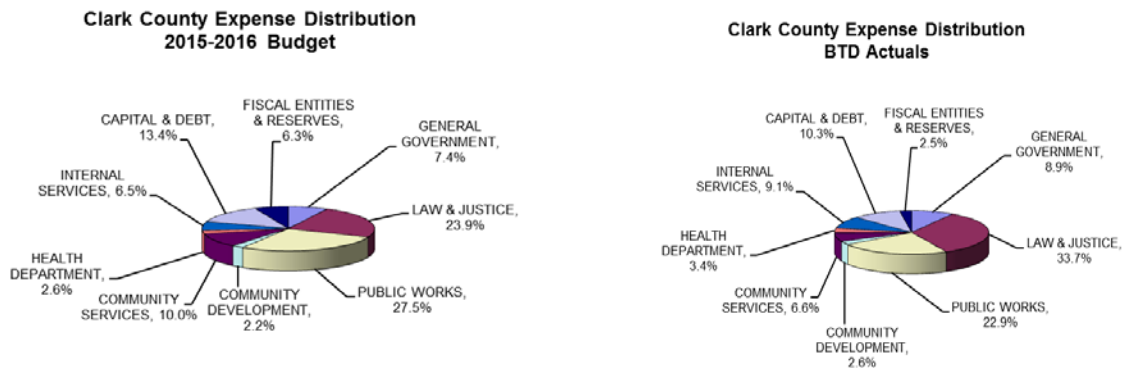 Clark County Expense Distribution
2015-2016 Budget
CAPITAL & DEBT,
13.4%
FISCAL ENTITIES
& RESERVES,
6.3%
GENERAL
GOVERNMENT,
7.4%
INTERNAL
SERVICES, 6.5%
LAW & JUSTICE,
23.9%
HEALTH
DEPARTMENT,
2.6%
COMMUNITY
SERVICES, 10.0%
COMMUNITY
DEVELOPMENT,
2.2%
PUBLIC WORKS,
27.5%
Clark County Expense Distribution
BTD Actuals
CAPITAL & DEBT,
10.3%
FISCAL ENTITIES
& RESERVES,
2.5%
GENERAL
GOVERNMENT,
8.9%
INTERNAL
SERVICES, 9.1%
LAW & JUSTICE,
33.7%
HEALTH
DEPARTMENT,
3.4%
COMMUNITY
SERVICES, 6.6%
COMMUNITY
DEVELOPMENT,
2.6%
PUBLIC WORKS,
22.9%